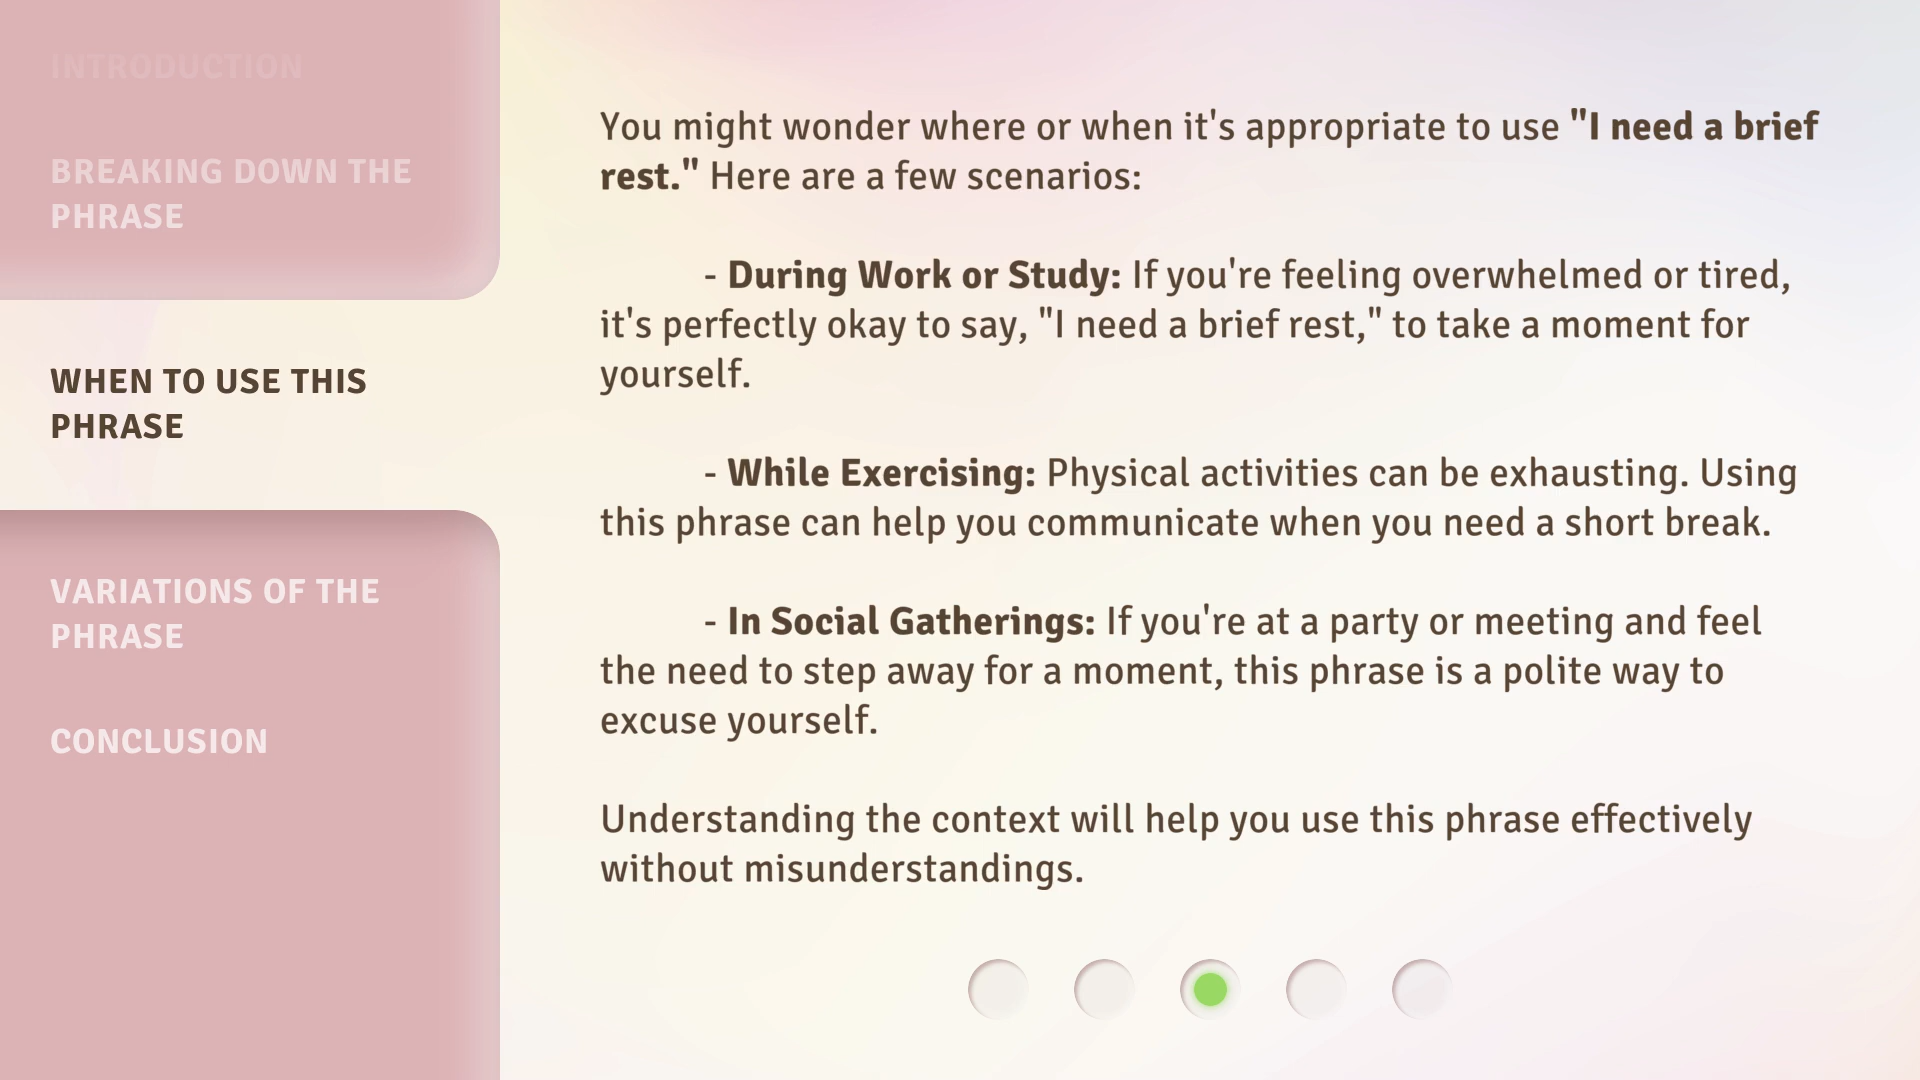 INTRODUCTION
BREAKING DOWN THE
PHRASE
WHEN TO USE THIS
PHRASE
VARIATIONS OF THE
PHRASE
CONCLUSION
You might wonder where or when it's appropriate to use "I need a brief
rest." Here are a few scenarios:
- During Work or Study: If you're feeling overwhelmed or tired,
it's perfectly okay to say, "I need a brief rest," to take a moment for
yourself.
- While Exercising: Physical activities can be exhausting. Using
this phrase can help you communicate when you need a short break.
- In Social Gatherings: If you're at a party or meeting and feel
the need to step away for a moment, this phrase is a polite way to
excuse yourself.
Understanding the context will help you use this phrase effectively
without misunderstandings.